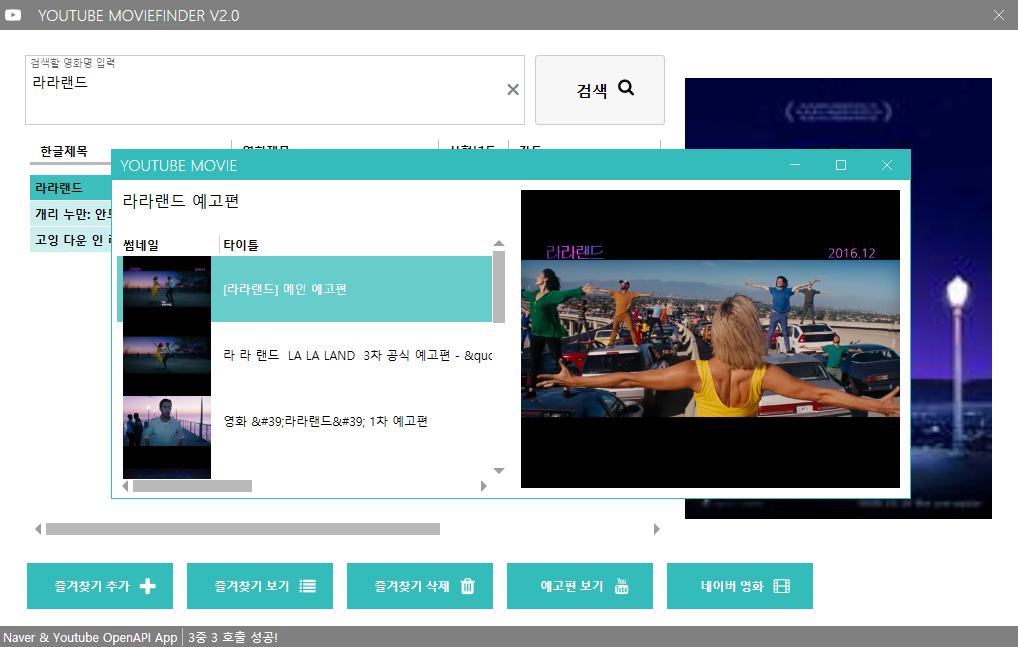 YOUTUBE MOVIEFINDER V2.0
검색할 영화명 입력
라라랜드
검색
한글제목
라라랜드
개리 누만: 안
고잉 다운 인
YOUTUBE MOVIE
라라랜드 예고편
썸네일 타이틀
[라라랜드] 메인 예고편
라 라 랜드  LA LA LAND  3차 공식 예고편 - &quo
영화 &#39;라라랜드&#39; 1차 예고편
라라랜드 2016.12
즐겨찾기 추가 즐겨찾기 보기 즐겨찾기 삭제 예고편 보기 You Tube 네이버 영화
Naver & Youtube OpenAPI App 3중 3 호출 성공!